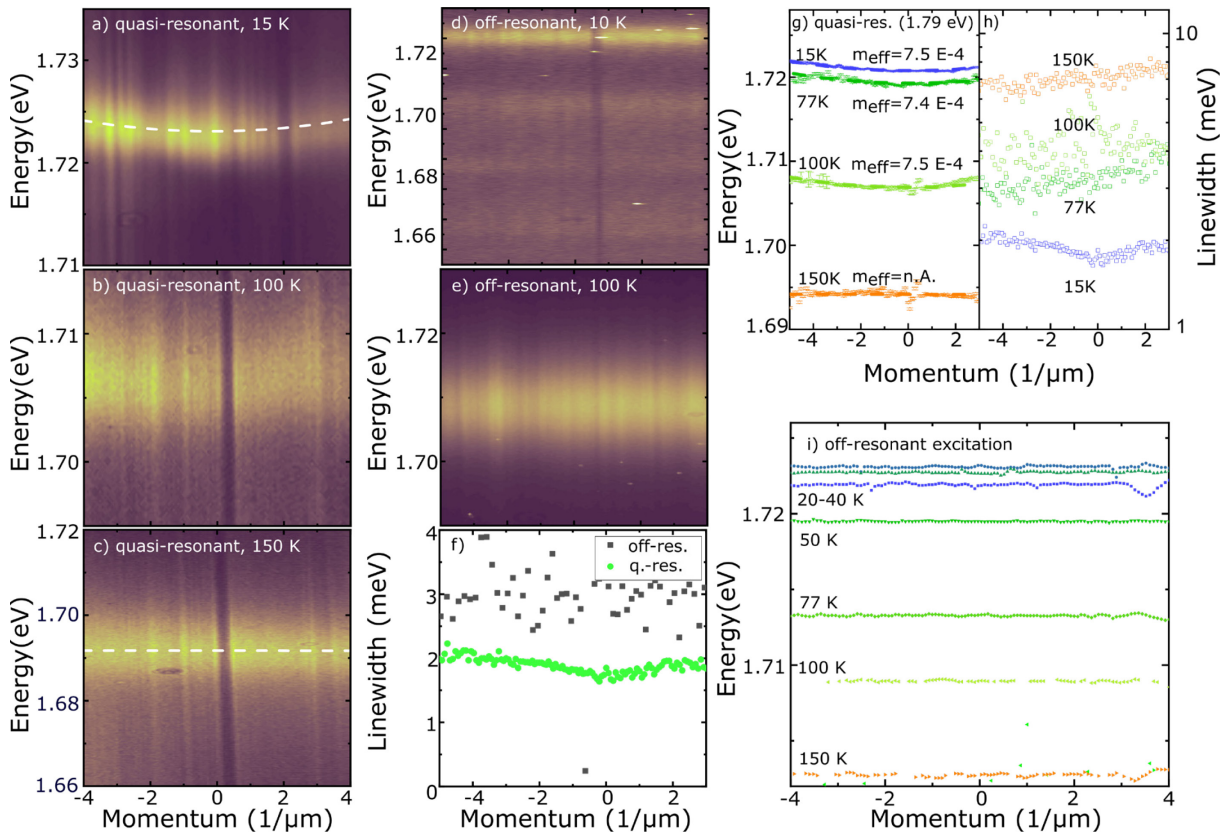 a) quasi-resonant, 15 K
1.73
1.72
1.71
Energy(eV)
b) quasi-resonant, 100 K
1.71
1.70
Energy(eV)
c) quasi-resonant, 150 K
1.72
1.70
1.68
1.66
Energy(eV)
-4 -2 0 2 4
Momentum (1/μm)
d) off-resonant, 10 K
1.72
1.70
1.68
1.66
Energy(eV)
e) off-resonant, 100 K
1.72
1.70
Energy(eV)
f)
off-res.
q.-res.
4
3
2
1
0
Linewidth (meV)
-4 -2 0 2
Momentum (1/μm)
g) quasi-res. (1.79 eV)
15K meff=7.5 E-4
77K meff=7.4 E-4
100K meff=7.5 E-4
150K meff=n.A.
1.72
1.71
1.70
1.69
Energy(eV)
-4 -2 0 2
h)
150K
100K
77K
15K
10
1
Linewidth (meV)
-4 -2 0 2
Momentum (1/μm)
i) off-resonant excitation
20-40 K
50 K
77 K
100 K
150 K
1.72
1.71
Energy(eV)
-4 -2 0 2 4
Momentum (1/μm)